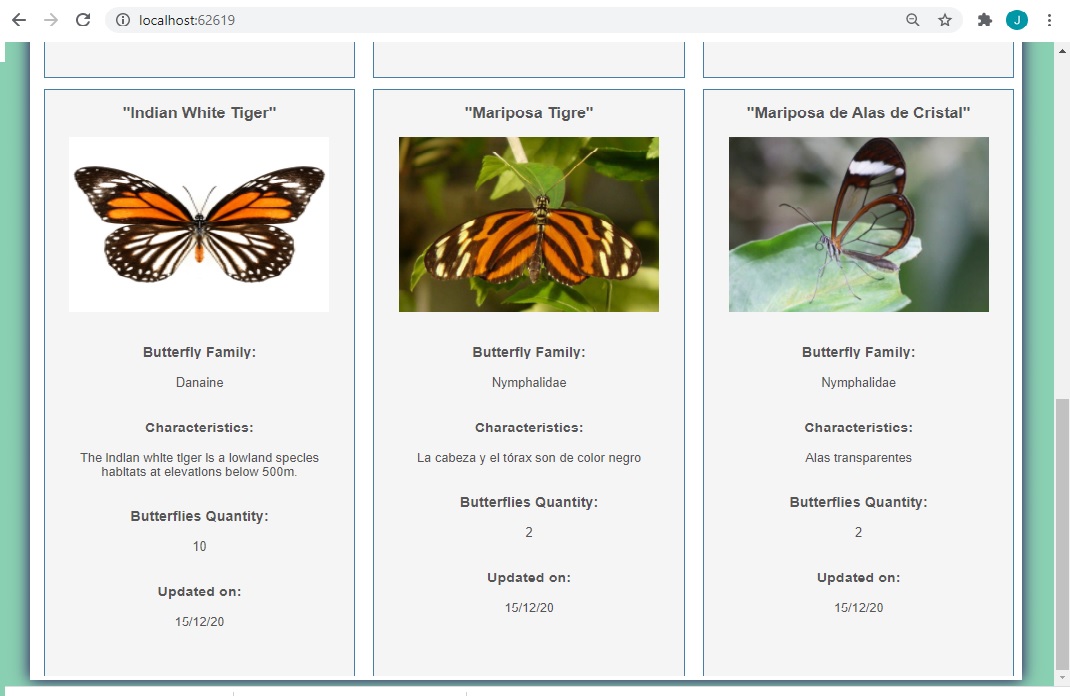 localhost:62619
J
"Indian White Tiger"
Butterfly Family:
Danaine
Characteristics:
The indian white tiger is a lowland species
habitats at elevations below 500m.
Butterflies Quantity:
10
Updated on:
15/12/20
"Mariposa Tigre"
Butterfly Family:
Nymphalidae
Characteristics:
La cabeza y el tórax son de color negro
Butterflies Quantity:
2
Updated on:
15/12/20
"Mariposa de Alas de Cristal"
Butterfly Family:
Nymphalidae
Characteristics:
Alas transparentes
Butterflies Quantity:
2
Updated on:
15/12/20